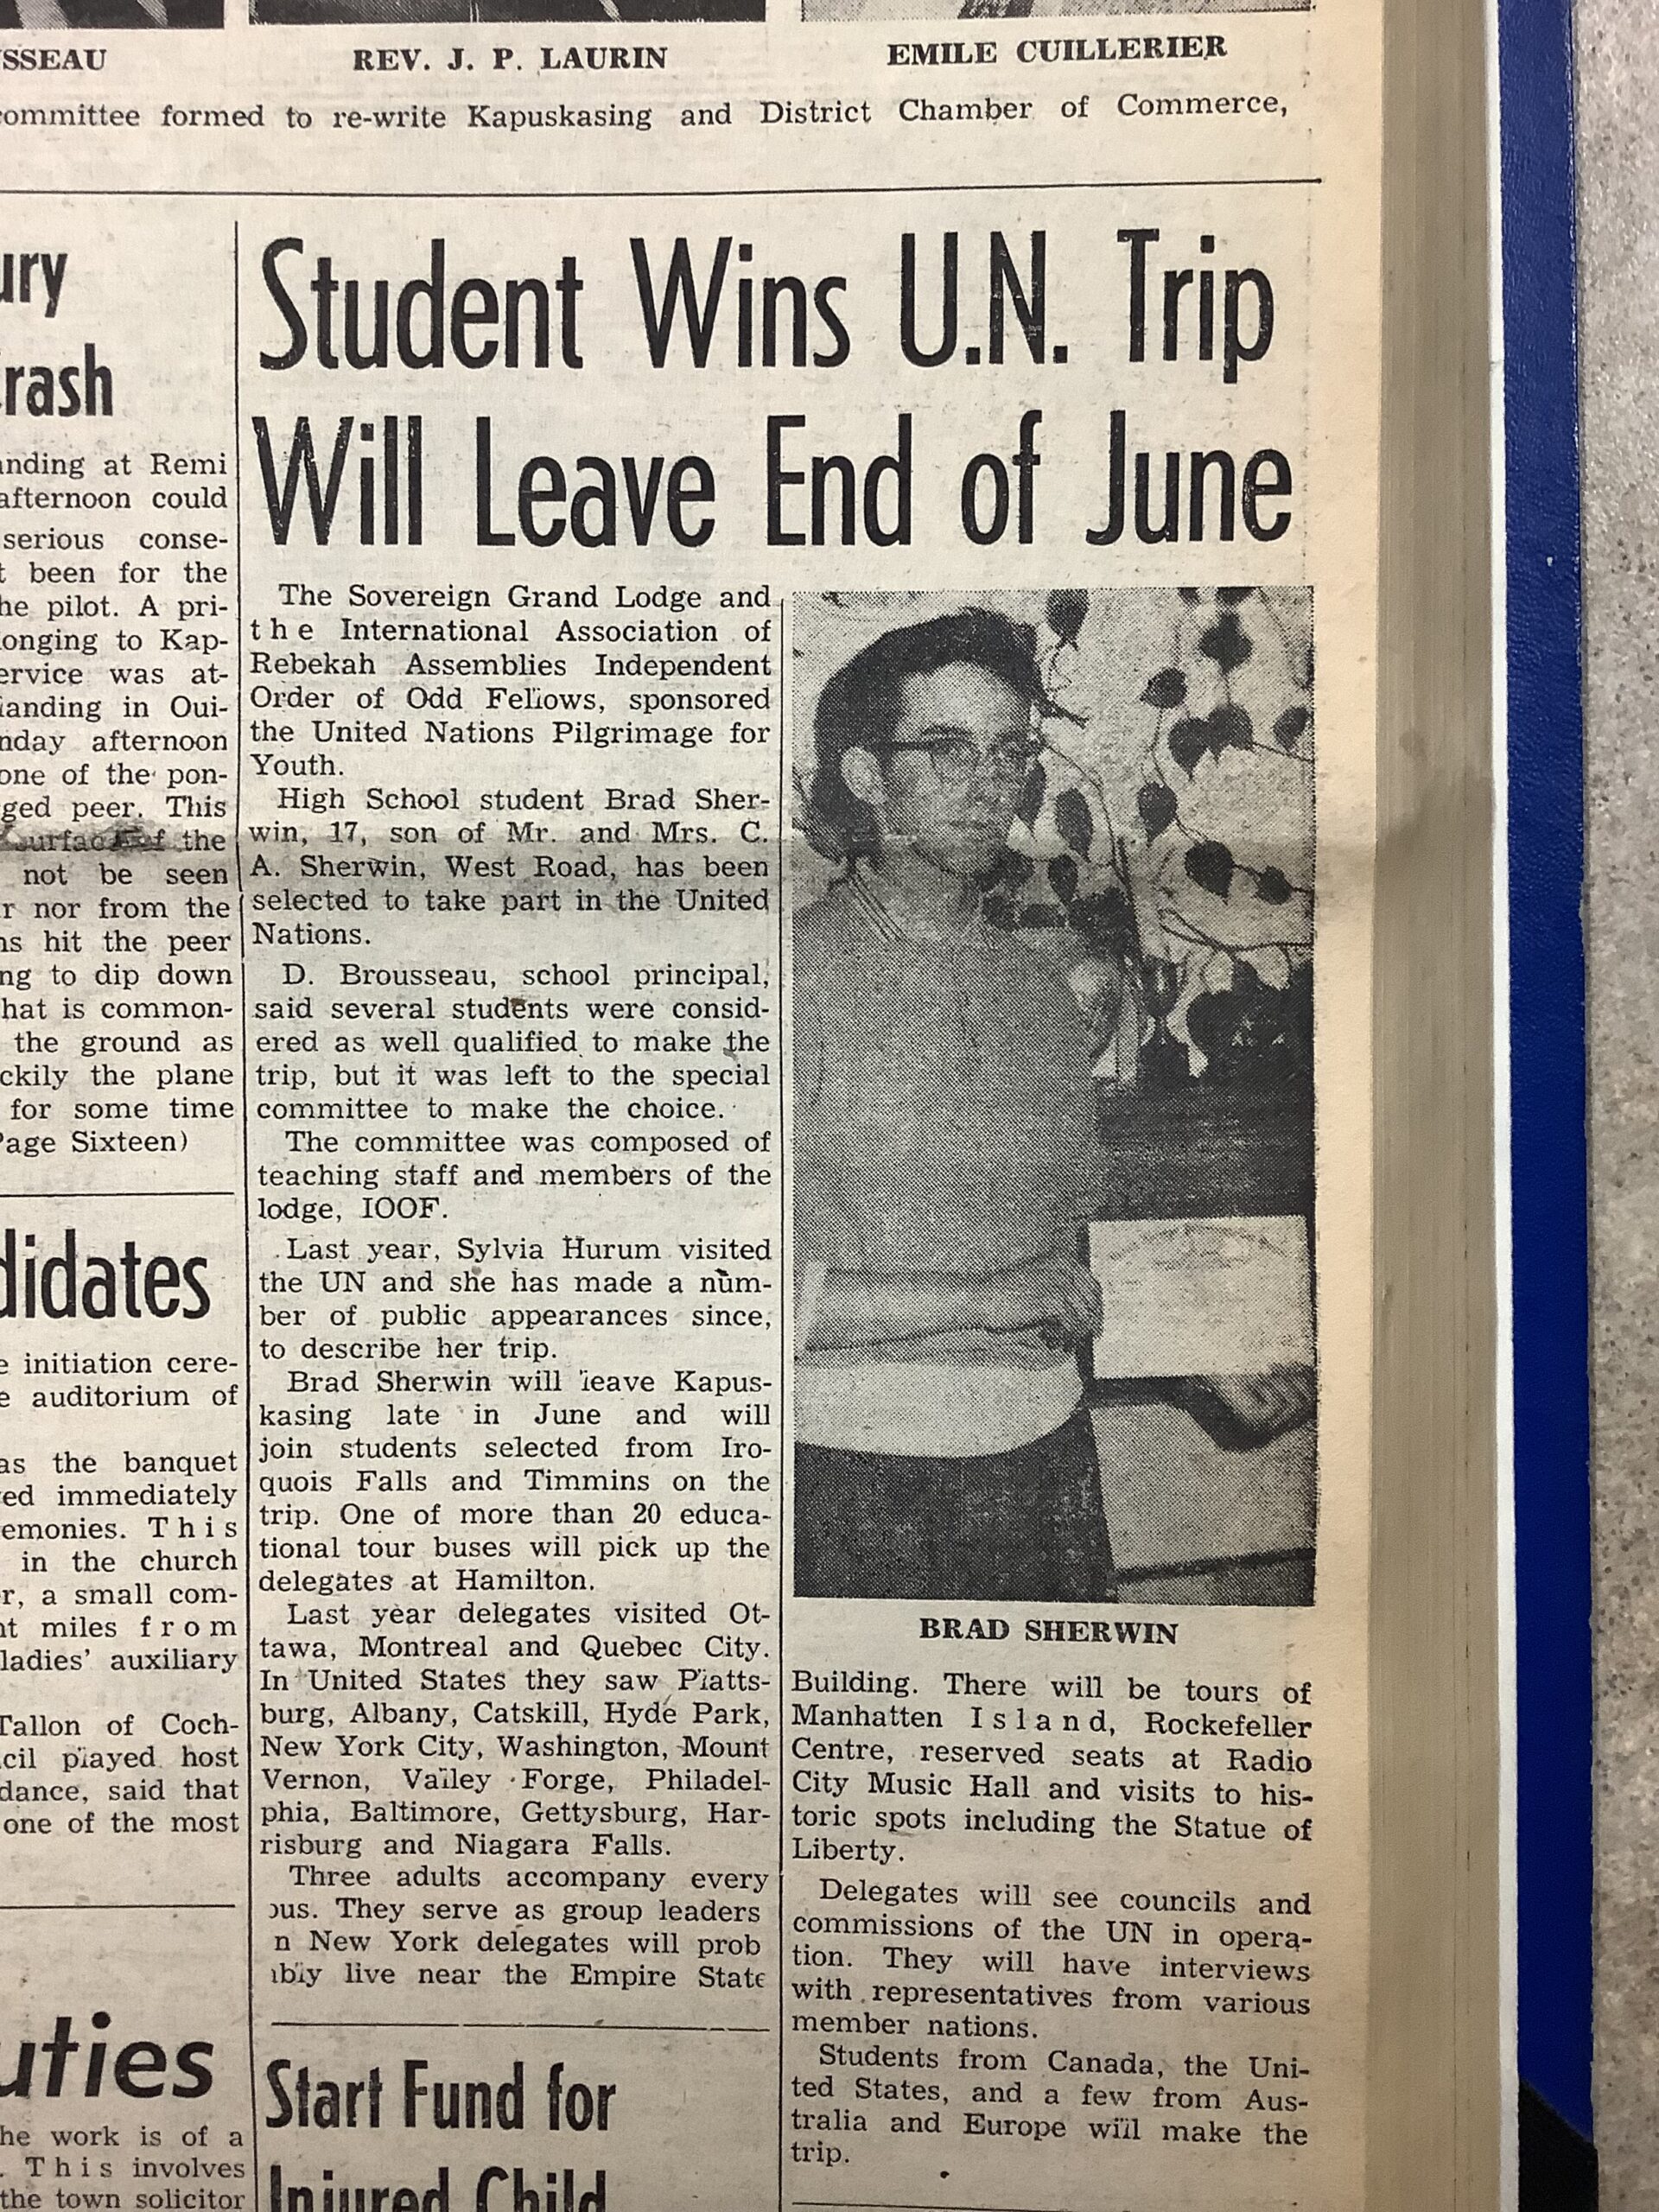 SSEAU
REV. J. P. LAURIN
EMILE CUILLERIER
ommittee formed to re-write Kapuskasing and District Chamber of Commerce,
ury
rash
anding at Remi
afternoon could
serious conse-
t been for the
he pilot. A pri-
longing to Kap-
ervice was at-
landing in Oui-
nday afternoon
one of the pon-
ged peer. This
urface of the
not be seen
r nor from the
ns hit the peer
ng to dip down
hat is common-
the ground as
ckily the plane
for some time
Page Sixteen)
didates
e initiation cere-
e auditorium of
as the banquet
ed immediately
emonies. This
in the church
r, a small com-
nt miles from
ladies' auxiliary
Tallon of Coch-
cil played host
dance, said that
one of the most
uties
he work is of a
. This involves
the town solicitor
Student Wins U.N. Trip
Will Leave End of June
The Sovereign Grand Lodge and
the International Association of
Rebekah Assemblies Independent
Order of Odd Fellows, sponsored
the United Nations Pilgrimage for
Youth.
High School student Brad Sher-
win, 17, son of Mr. and Mrs. C.
A. Sherwin, West Road, has been
selected to take part in the United
Nations.
D. Brousseau, school principal,
said several students were consid-
ered as well qualified to make the
trip, but it was left to the special
committee to make the choice.
The committee was composed of
teaching staff and members of the
lodge, IOOF.
Last year, Sylvia Hurum visited
the UN and she has made a num-
ber of public appearances since,
to describe her trip.
Brad Sherwin will leave Kapus-
kasing late in June and will
join students selected from Iro-
quois Falls and Timmins on the
trip. One of more than 20 educa-
tional tour buses will pick up the
delegates at Hamilton.
Last year delegates visited Ot-
tawa, Montreal and Quebec City.
In United States they saw Platts-
burg, Albany, Catskill, Hyde Park,
New York City, Washington, Mount
Vernon, Valley Forge, Philadel-
phia, Baltimore, Gettysburg, Har-
risburg and Niagara Falls.
Three adults accompany every
bus. They serve as group leaders
n New York delegates will prob
ably live near the Empire State
BRAD SHERWIN
Building. There will be tours of
Manhatten Island, Rockefeller
Centre, reserved seats at Radio
City Music Hall and visits to his-
toric spots including the Statue of
Liberty.
Delegates will see councils and
commissions of the UN in opera-
tion. They will have interviews
with representatives from various
member nations.
Students from Canada, the Uni-
ted States, and a few from Aus-
tralia and Europe will make the
trip.
Start Fund for
Injured Child